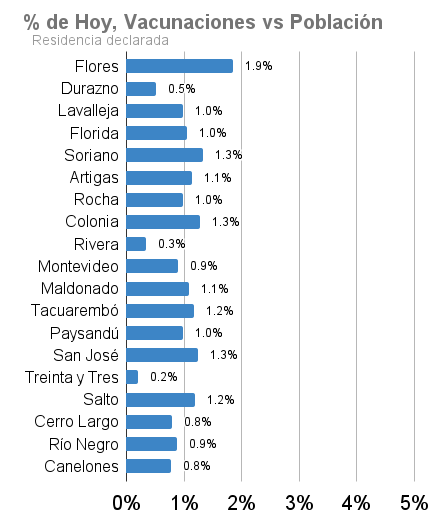 % de Hoy, Vacunaciones vs Población
Residencia declarada
Flores 1.9%
Durazno 0.5%
Lavalleja 1.0%
Florida 1.0%
Soriano 1.3%
Artigas 1.1%
Rocha 1.0%
Colonia 1.3%
Rivera 0.3%
Montevideo 0.9%
Maldonado 1.1%
Tacuarembó 1.2%
Paysandú 1.0%
San José 1.3%
Treinta y Tres 0.2%
Salto 1.2%
Cerro Largo 0.8%
Río Negro 0.9%
Canelones 0.8%
0% 1% 2% 3% 4% 5%